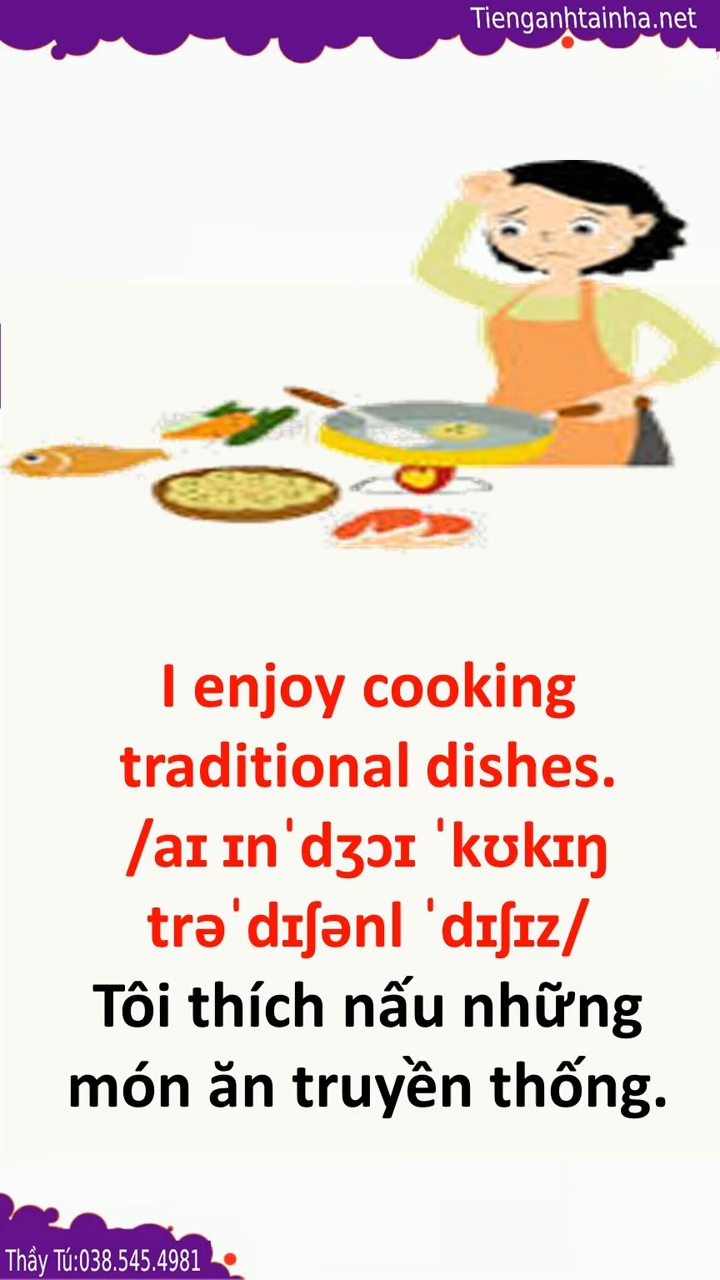 Tienganhtainha.net
I enjoy cooking
traditional dishes.
/aɪ ɪnˈdʒɔɪ ˈkʊkɪŋ
trəˈdɪʃənl ˈdɪʃɪz/
Tôi thích nấu những
món ăn truyền thống.
Thầy Tú:038.545.4981